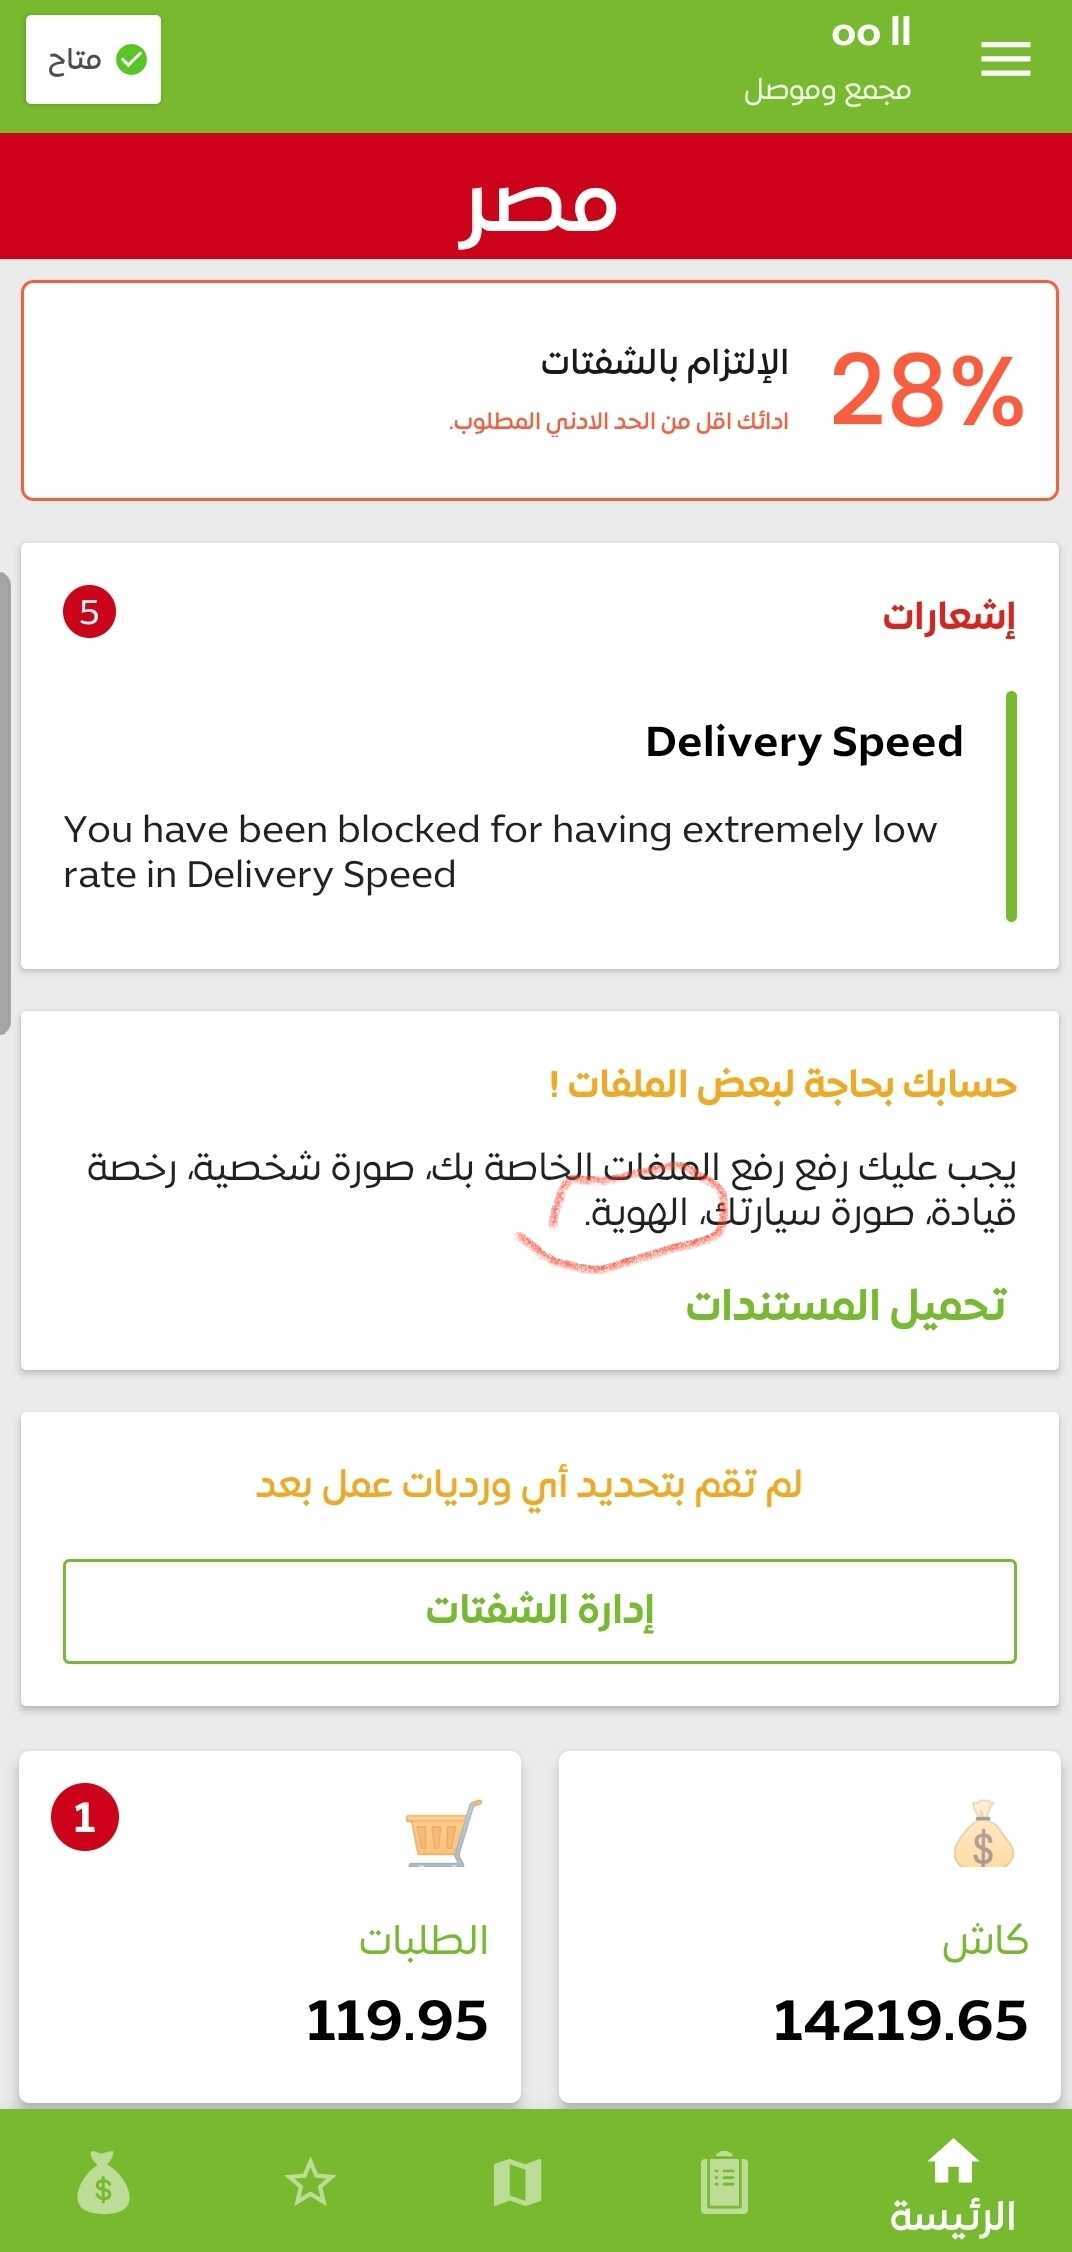 oo ll
مجمع وموصل
متاح
مصر
28%
الإلتزام بالشفتات
ادائك اقل من الحد الادني المطلوب.
إشعارات
5
Delivery Speed
You have been blocked for having extremely low
rate in Delivery Speed
حسابك بحاجة لبعض الملفات !
يجب عليك رفع رفع الملفات الخاصة بك، صورة شخصية، رخصة
قيادة، صورة سيارتك، الهوية.
تحميل المستندات
لم تقم بتحديد أي ورديات عمل بعد
إدارة الشفتات
كاش
14219.65
1
الطلبات
119.95
الرئيسة